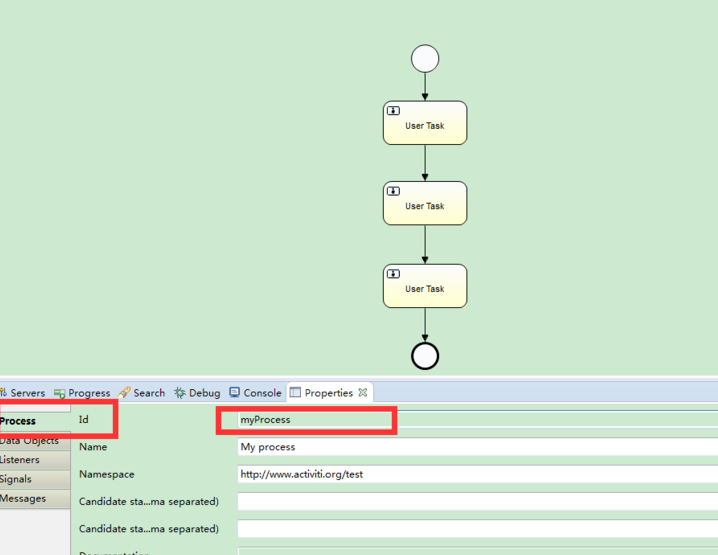 User Task
User Task
User Task
Servers Progress Search Debug Console Properties
Process
Id myProcess
Data Objects
Name My process
Listeners
Namespace http://www.activiti.org/test
Signals
Messages
Candidate sta...ma separated)
Candidate sta...ma separated)
Documentation